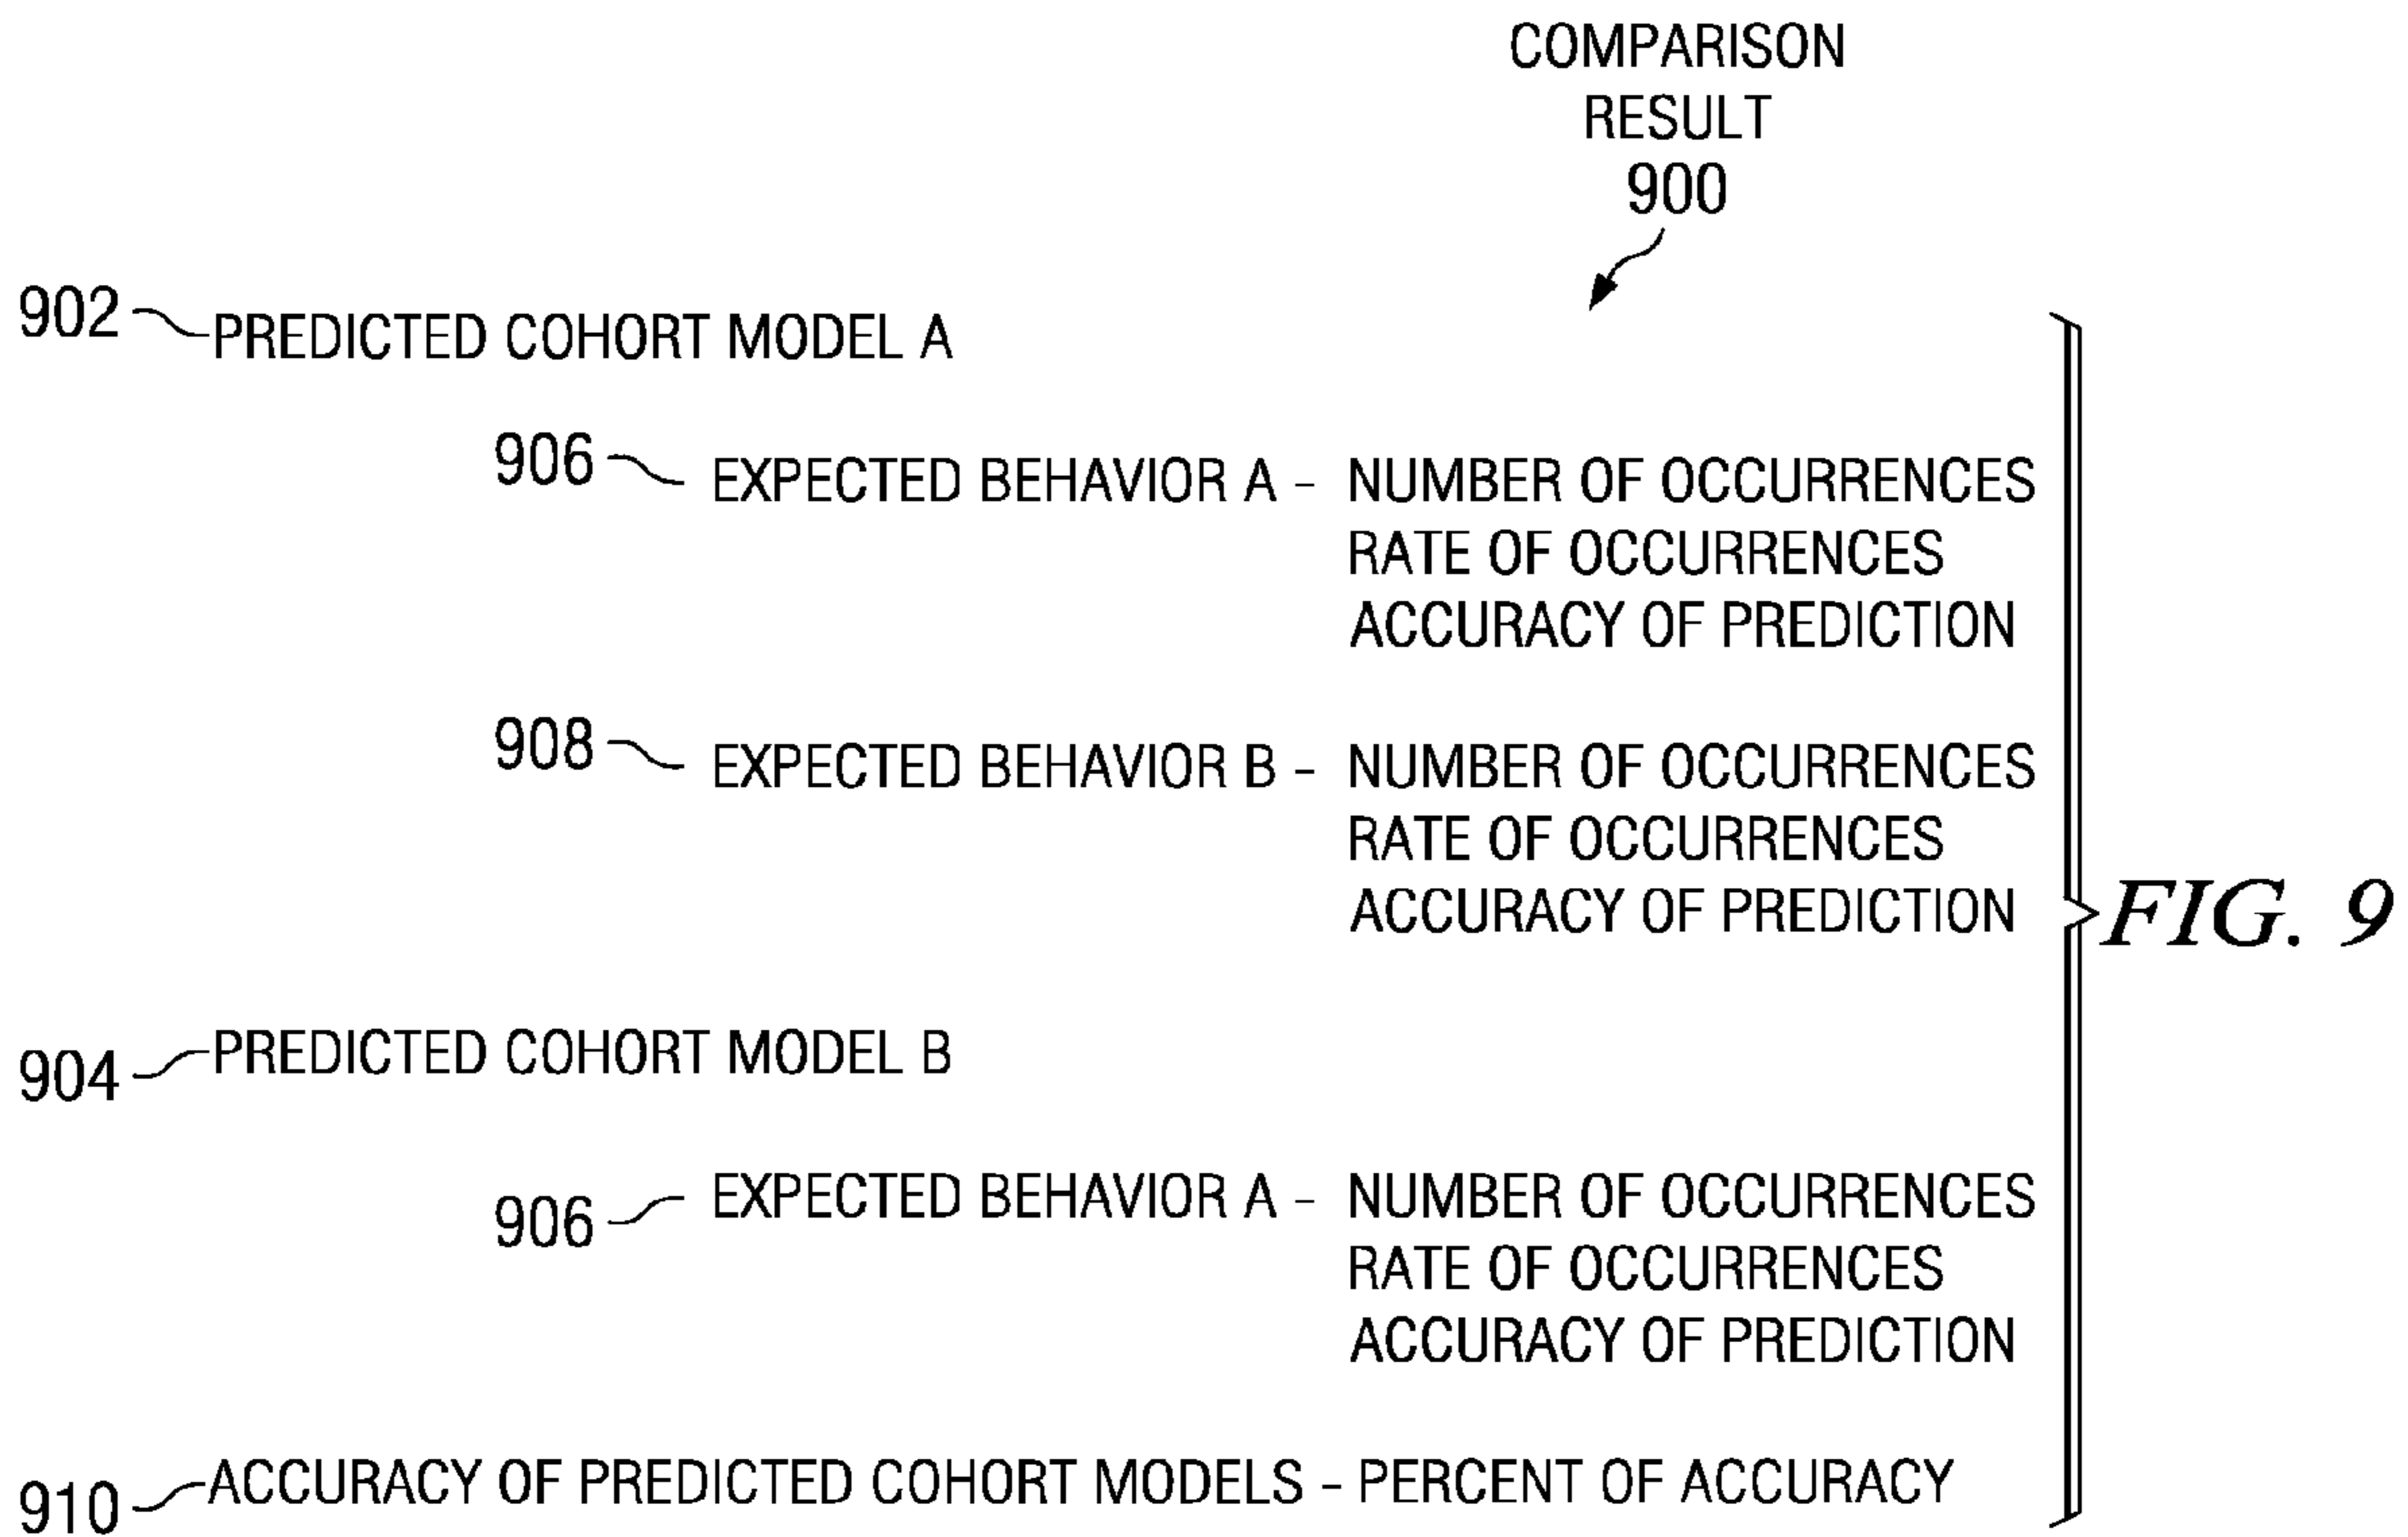 COMPARISON
RESULT
900
902 PREDICTED COHORT MODEL A
906 EXPECTED BEHAVIOR A - NUMBER OF OCCURRENCES
RATE OF OCCURRENCES
ACCURACY OF PREDICTION
908 EXPECTED BEHAVIOR B - NUMBER OF OCCURRENCES
RATE OF OCCURRENCES
ACCURACY OF PREDICTION
FIG. 9
904 PREDICTED COHORT MODEL B
906 EXPECTED BEHAVIOR A - NUMBER OF OCCURRENCES
RATE OF OCCURRENCES
ACCURACY OF PREDICTION
910 ACCURACY OF PREDICTED COHORT MODELS - PERCENT OF ACCURACY